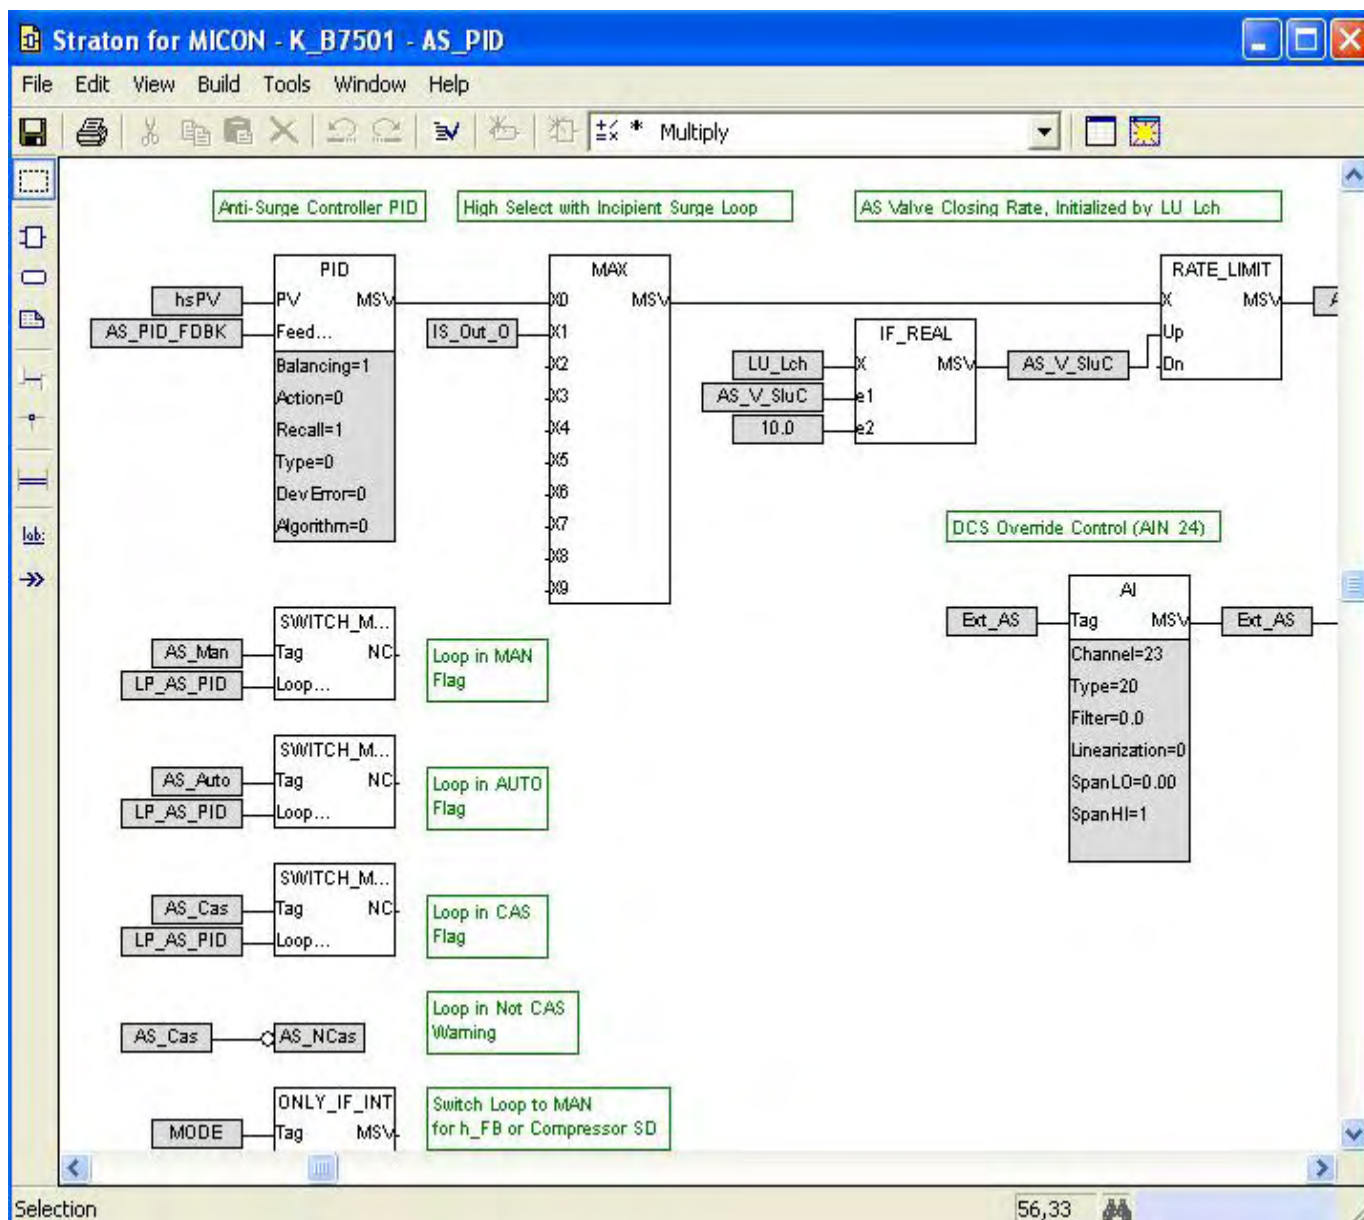 Straton for MICON - K_B7501 - AS_PID
File Edit View Build Tools Window Help
Multiply
Anti-Surge Controller PID
High Select with Incipient Surge Loop
AS Valve Closing Rate, Initialized by LU_Lch
PID
hsPV
PV MSV
AS_PID_FDBK
Feed...
Balancing=1
Action=0
Recall=1
Type=0
DevError=0
Algorithm=0
MAX
X0 MSV
IS_Out_O
X1
X2
X3
X4
X5
X6
X7
X8
X9
IF_REAL
LU_Lch
X MSV
AS_V_SluC
e1
10.0
e2
AS_V_SluC
RATE_LIMIT
X MSV
Up
Dn
A
DCS Override Control (AIN 24)
AI
Ext_AS
Tag MSV
Ext_AS
Channel=23
Type=20
Filter=0.0
Linearization=0
SpanLO=0.00
SpanHI=1
SWITCH_M...
AS_Man
Tag NC
LP_AS_PID
Loop...
Loop in MAN
Flag
SWITCH_M...
AS_Auto
Tag NC
LP_AS_PID
Loop...
Loop in AUTO
Flag
SWITCH_M...
AS_Cas
Tag NC
LP_AS_PID
Loop...
Loop in CAS
Flag
AS_Cas
AS_NCas
Loop in Not CAS
Warning
ONLY_IF_INT
MODE
Tag MSV
Switch Loop to MAN
for h_FB or Compressor SD
lab:
Selection
56,33